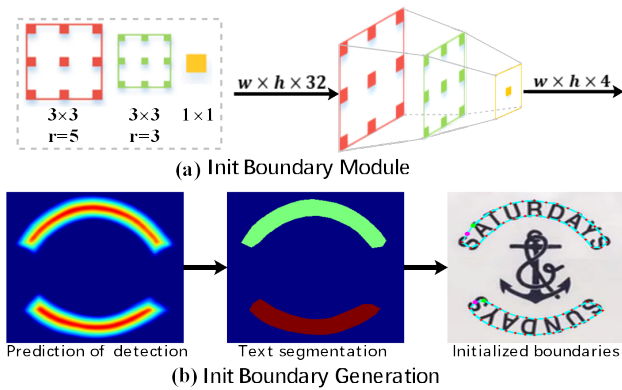 3×3 3×3 1×1
r=5 r=3
w × h × 32
w × h × 4
(a) Init Boundary Module
SATURDAYS
SUNDAYS
Prediction of detection Text segmentation Initialized boundaries
(b) Init Boundary Generation